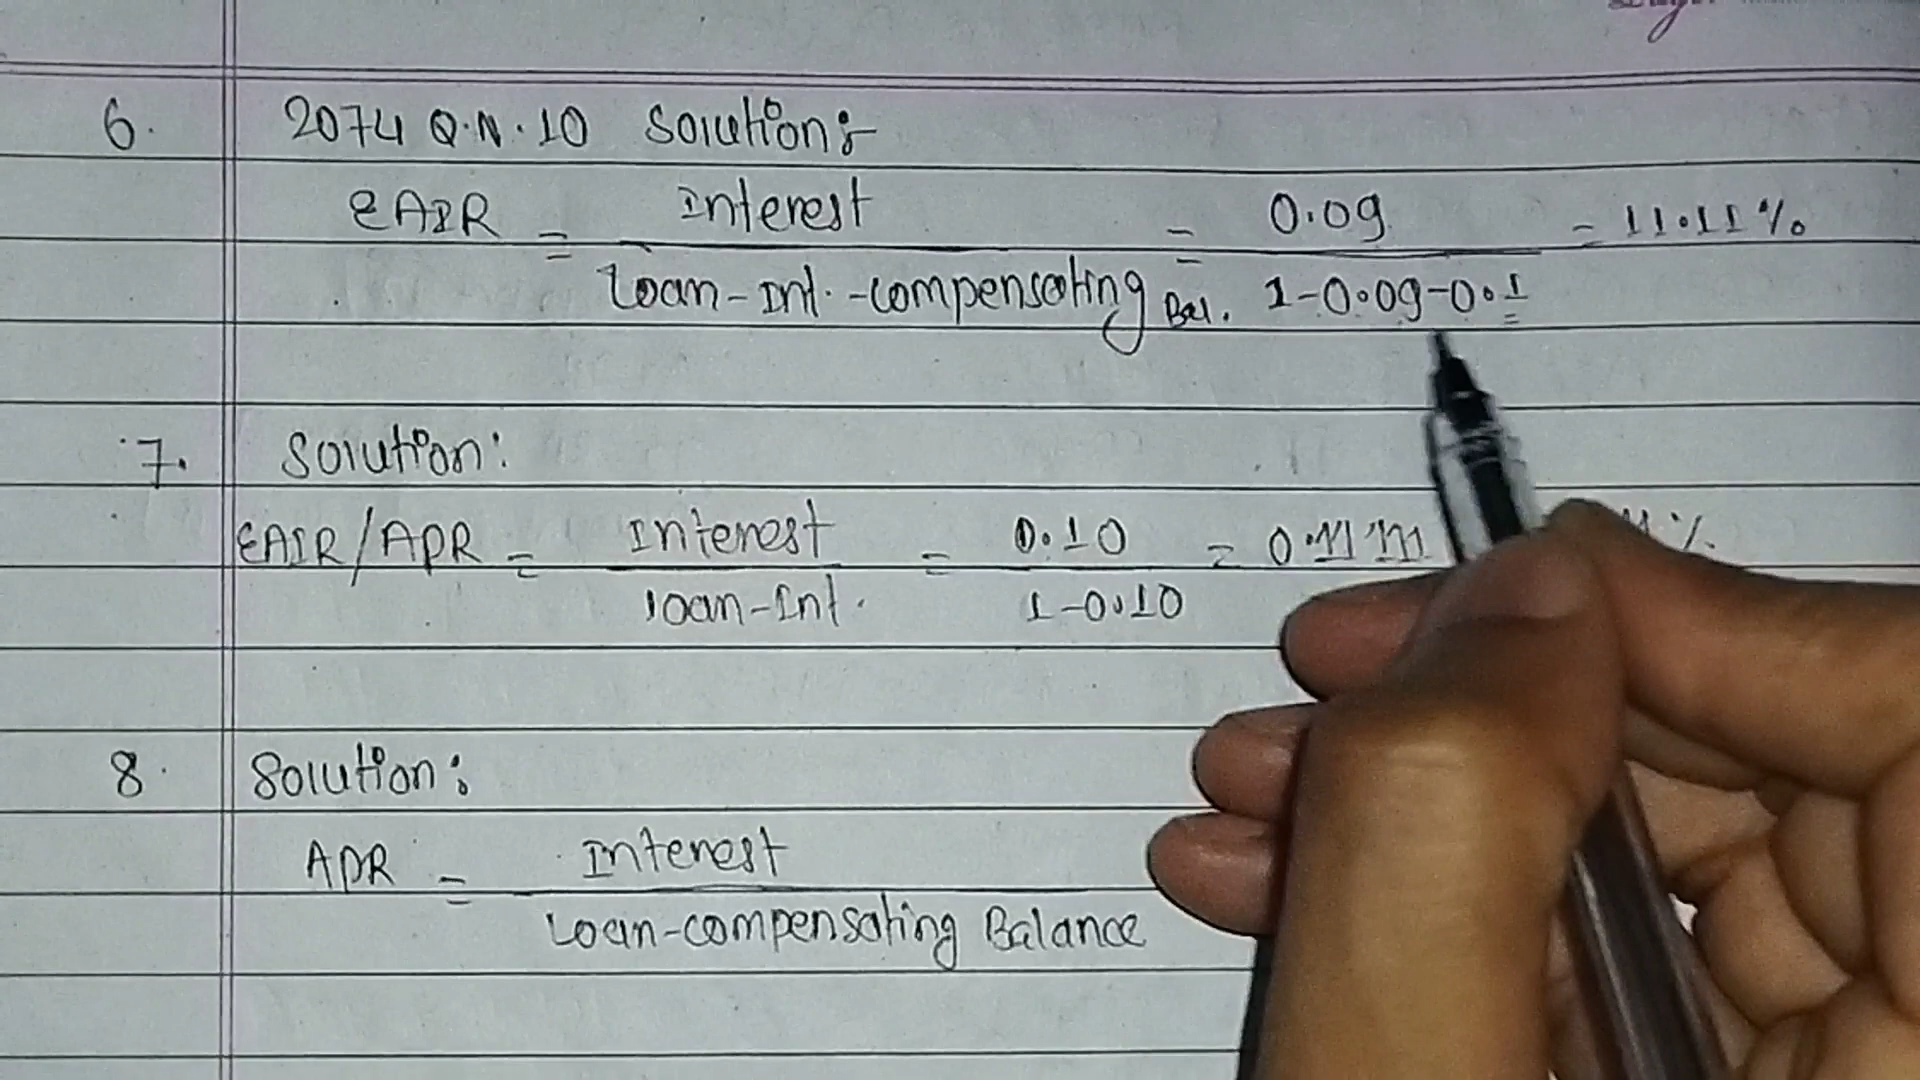 6. 2074 Q.N.10 Solution:-
EAIR = Interest / Loan-Int.-compensating Bal. = 0.09 / 1-0.09-0.1 = 11.11%
7. Solution:
EAIR/APR = Interest / loan-Int. = 0.10 / 1-0.10 = 0.11111 %
8. Solution:
APR = Interest / Loan-compensating Balance